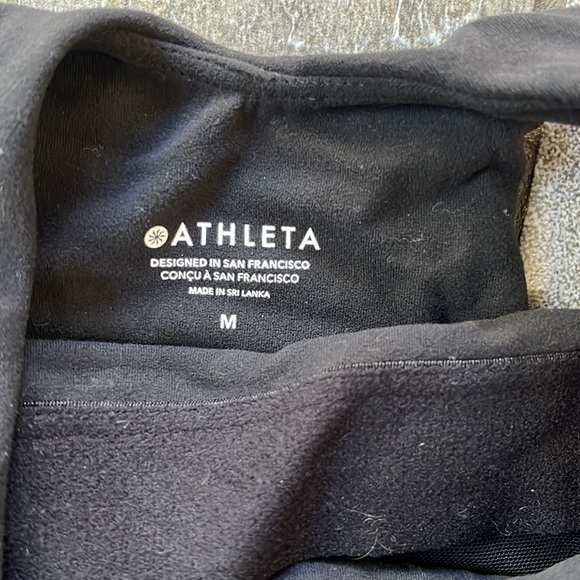 ATHLETA
DESIGNED IN SAN FRANCISCO
CONÇU À SAN FRANCISCO
MADE IN SRI LANKA
M